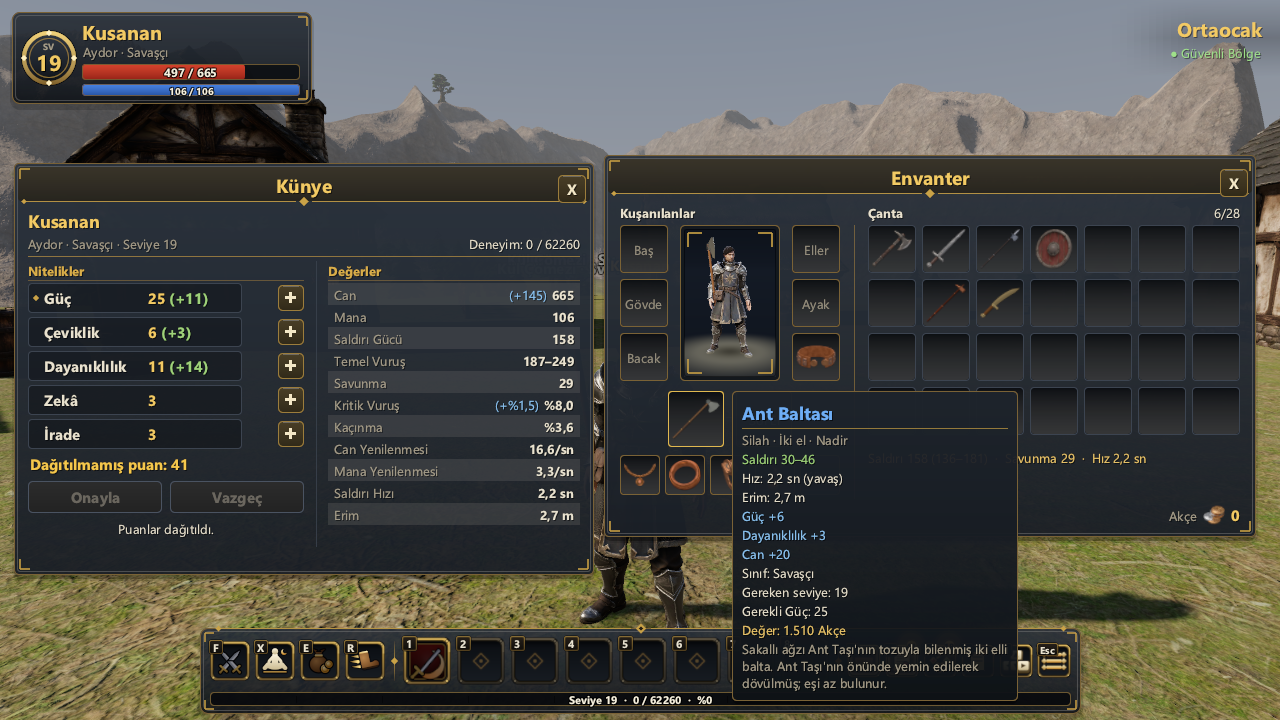 Kusanan
Aydor · Savaşçı
SV
19
497 / 665
106 / 106
Ortaocak
Güvenli Bölge
Künye
X
Kusanan
Aydor · Savaşçı · Seviye 19
Deneyim: 0 / 62260
Nitelikler
Güç 25 (+11) +
Çeviklik 6 (+3) +
Dayanıklılık 11 (+14) +
Zekâ 3 +
İrade 3 +
Dağıtılmamış puan: 41
Onayla
Vazgeç
Puanlar dağıtıldı.
Değerler
Can (+145) 665
Mana 106
Saldırı Gücü 158
Temel Vuruş 187–249
Savunma 29
Kritik Vuruş (+%1,5) %8,0
Kaçınma %3,6
Can Yenilenmesi 16,6/sn
Mana Yenilenmesi 3,3/sn
Saldırı Hızı 2,2 sn
Erim 2,7 m
Envanter
X
Kuşanılanlar
Baş
Eller
Gövde
Ayak
Bacak
Çanta
6/28
vunma 29 · Hız 2,2 sn
Akçe 0
Ant Baltası
Silah · İki el · Nadir
Saldırı 30–46
Hız: 2,2 sn (yavaş)
Erim: 2,7 m
Güç +6
Dayanıklılık +3
Can +20
Sınıf: Savaşçı
Gereken seviye: 19
Gerekli Güç: 25
Değer: 1.510 Akçe
Sakallı ağzı Ant Taşı'nın tozuyla bilenmiş iki elli
balta. Ant Taşı'nın önünde yemin edilerek
dövülmüş; eşi az bulunur.
F X E R 1 2 3 4 5 6 Esc
Seviye 19 · 0 / 62260 · %0